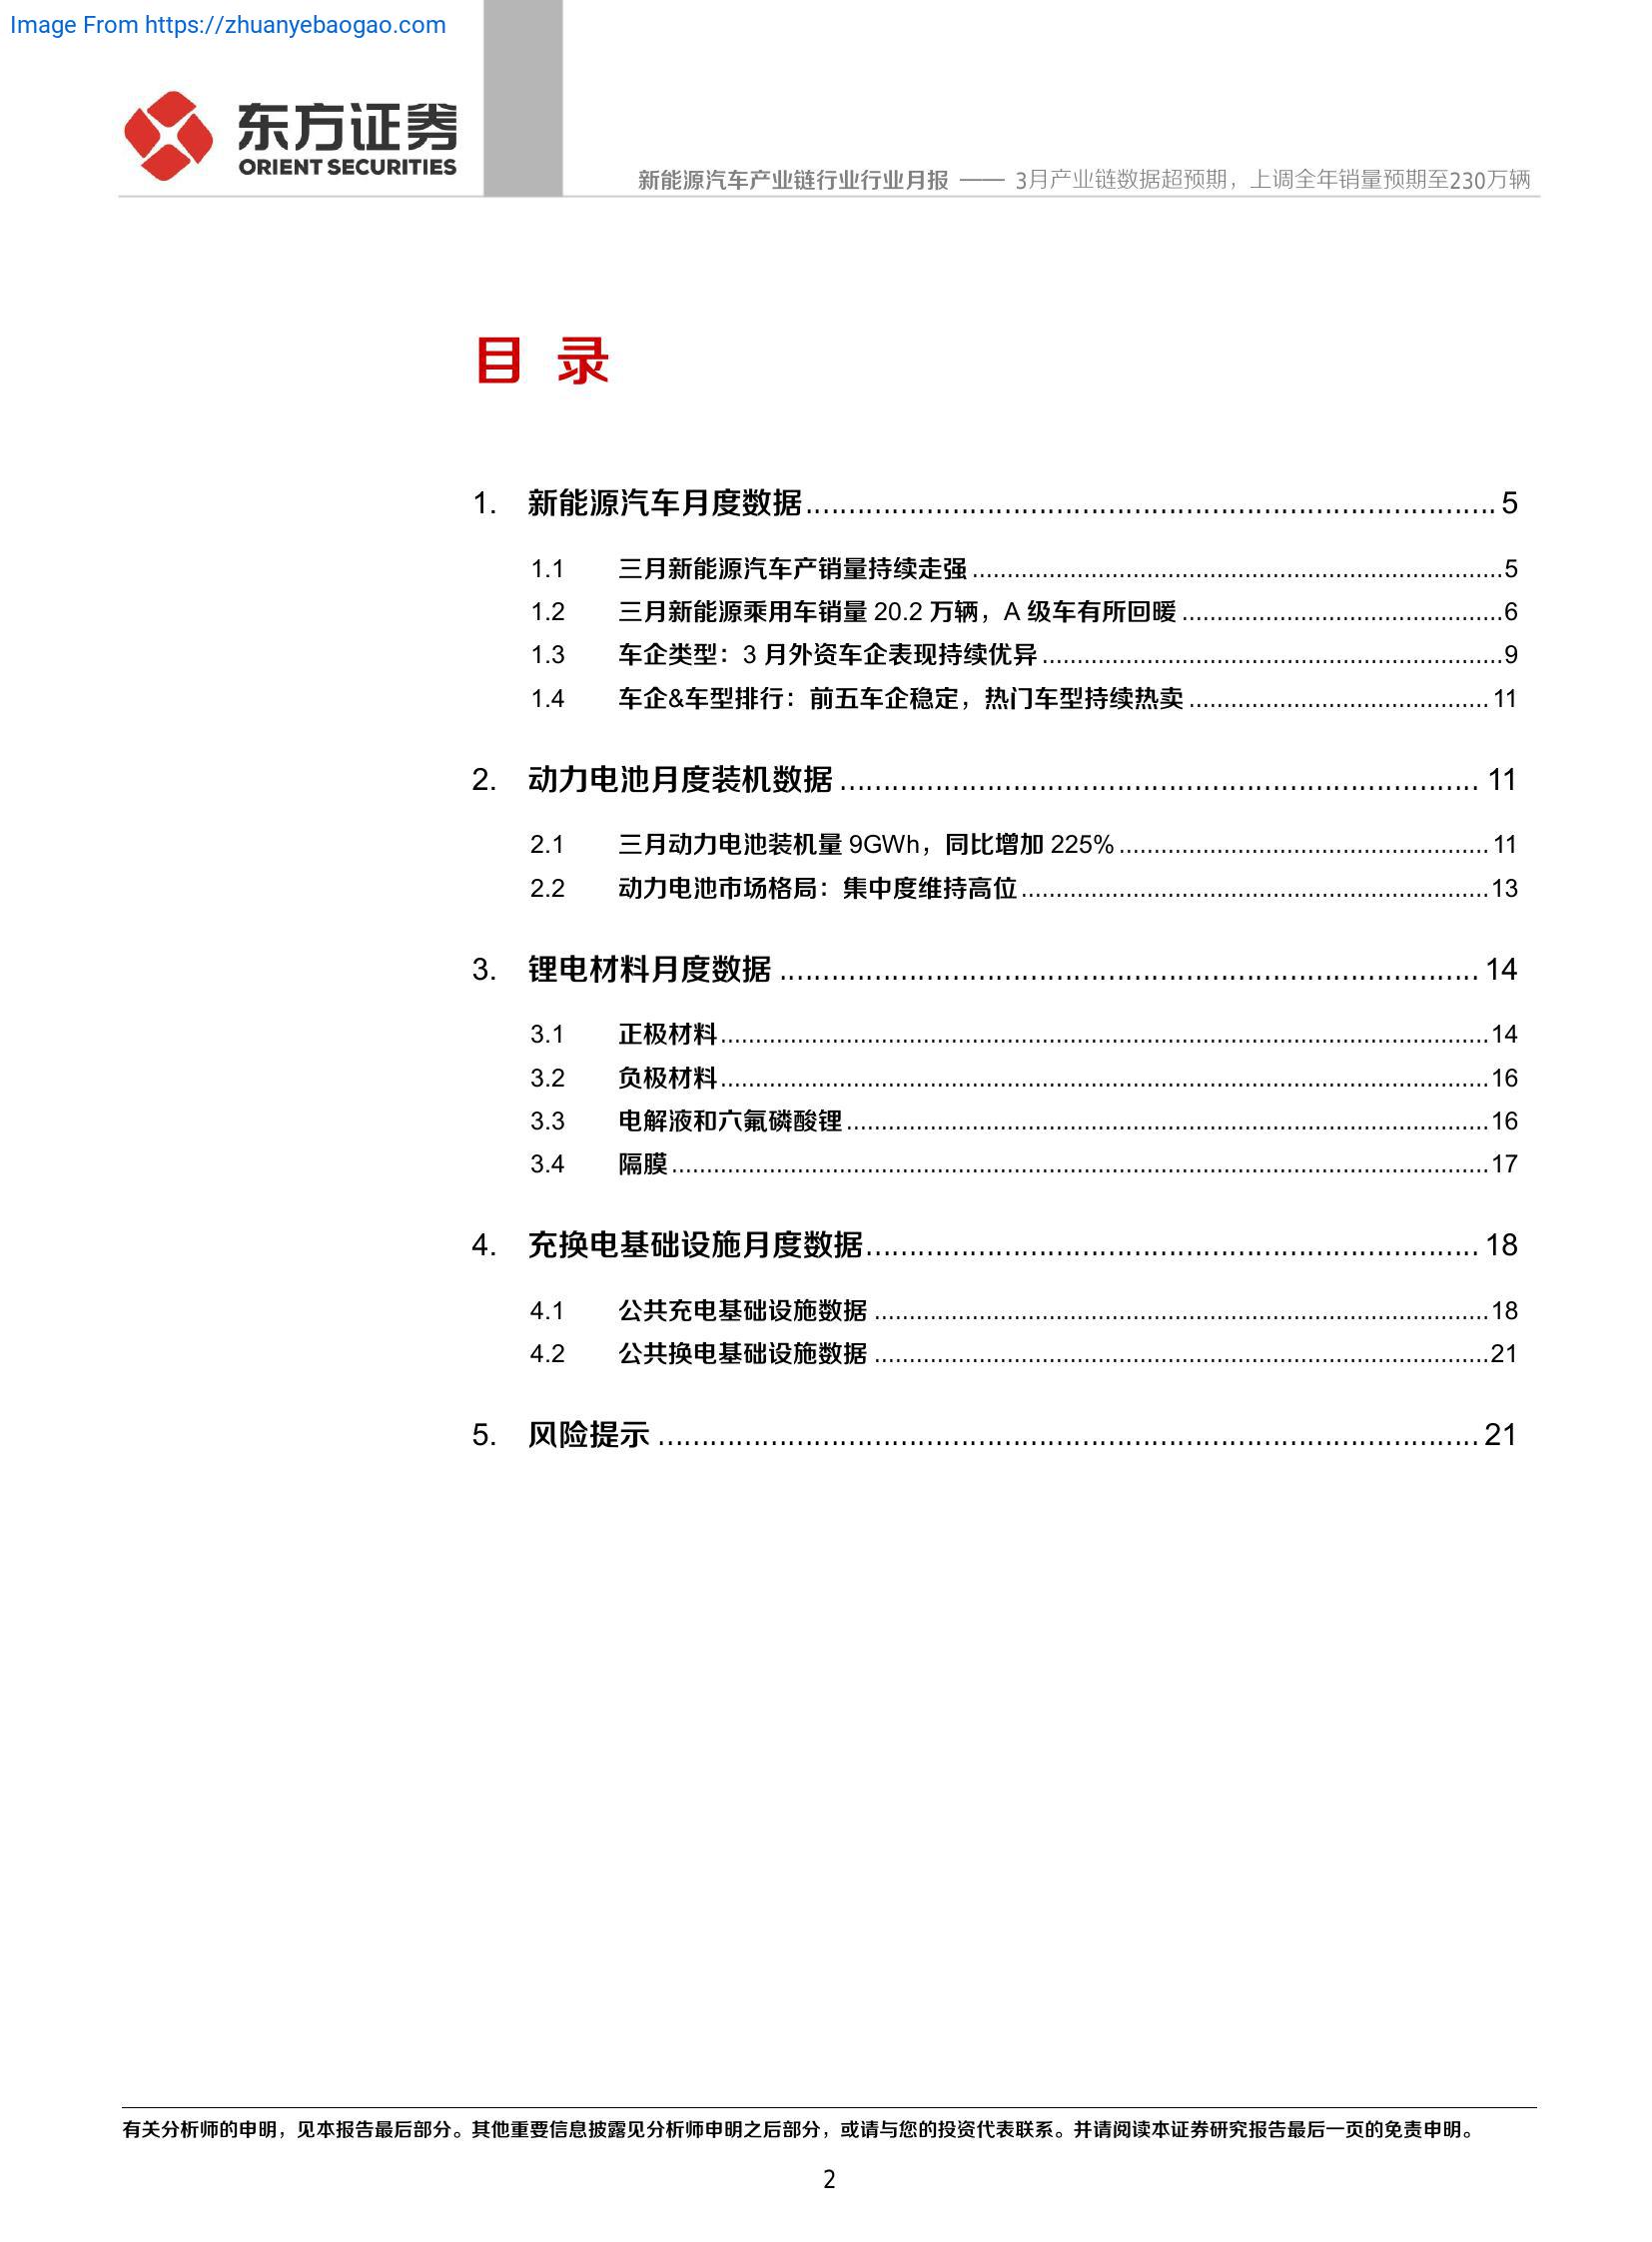 Image From https://zhuanyebaogao.com
东方证券
ORIENT SECURITIES
新能源汽车产业链行业行业月报 —— 3月产业链数据超预期，上调全年销量预期至230万辆
目 录
1. 新能源汽车月度数据 5
1.1 三月新能源汽车产销量持续走强 5
1.2 三月新能源乘用车销量 20.2 万辆，A 级车有所回暖 6
1.3 车企类型：3 月外资车企表现持续优异 9
1.4 车企&车型排行：前五车企稳定，热门车型持续热卖 11
2. 动力电池月度装机数据 11
2.1 三月动力电池装机量 9GWh，同比增加 225% 11
2.2 动力电池市场格局：集中度维持高位 13
3. 锂电材料月度数据 14
3.1 正极材料 14
3.2 负极材料 16
3.3 电解液和六氟磷酸锂 16
3.4 隔膜 17
4. 充换电基础设施月度数据 18
4.1 公共充电基础设施数据 18
4.2 公共换电基础设施数据 21
5. 风险提示 21
有关分析师的申明，见本报告最后部分。其他重要信息披露见分析师申明之后部分，或请与您的投资代表联系。并请阅读本证券研究报告最后一页的免责申明。
2